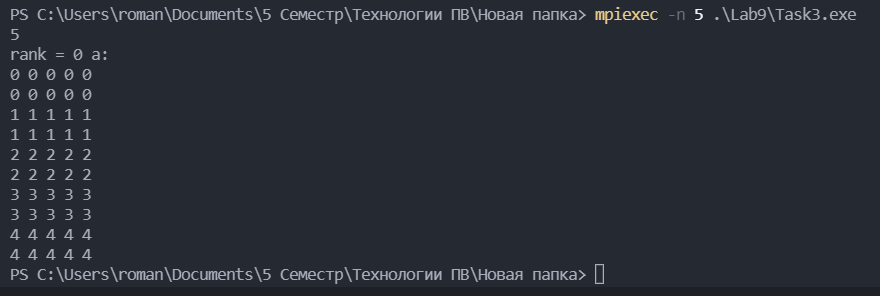 PS C:\Users\roman\Documents\5 Семестр\Технологии ПВ\Новая папка> mpiexec -n 5 .\Lab9\Task3.exe
5
rank = 0 a:
0 0 0 0 0
0 0 0 0 0
1 1 1 1 1
1 1 1 1 1
2 2 2 2 2
2 2 2 2 2
3 3 3 3 3
3 3 3 3 3
4 4 4 4 4
4 4 4 4 4
PS C:\Users\roman\Documents\5 Семестр\Технологии ПВ\Новая папка>